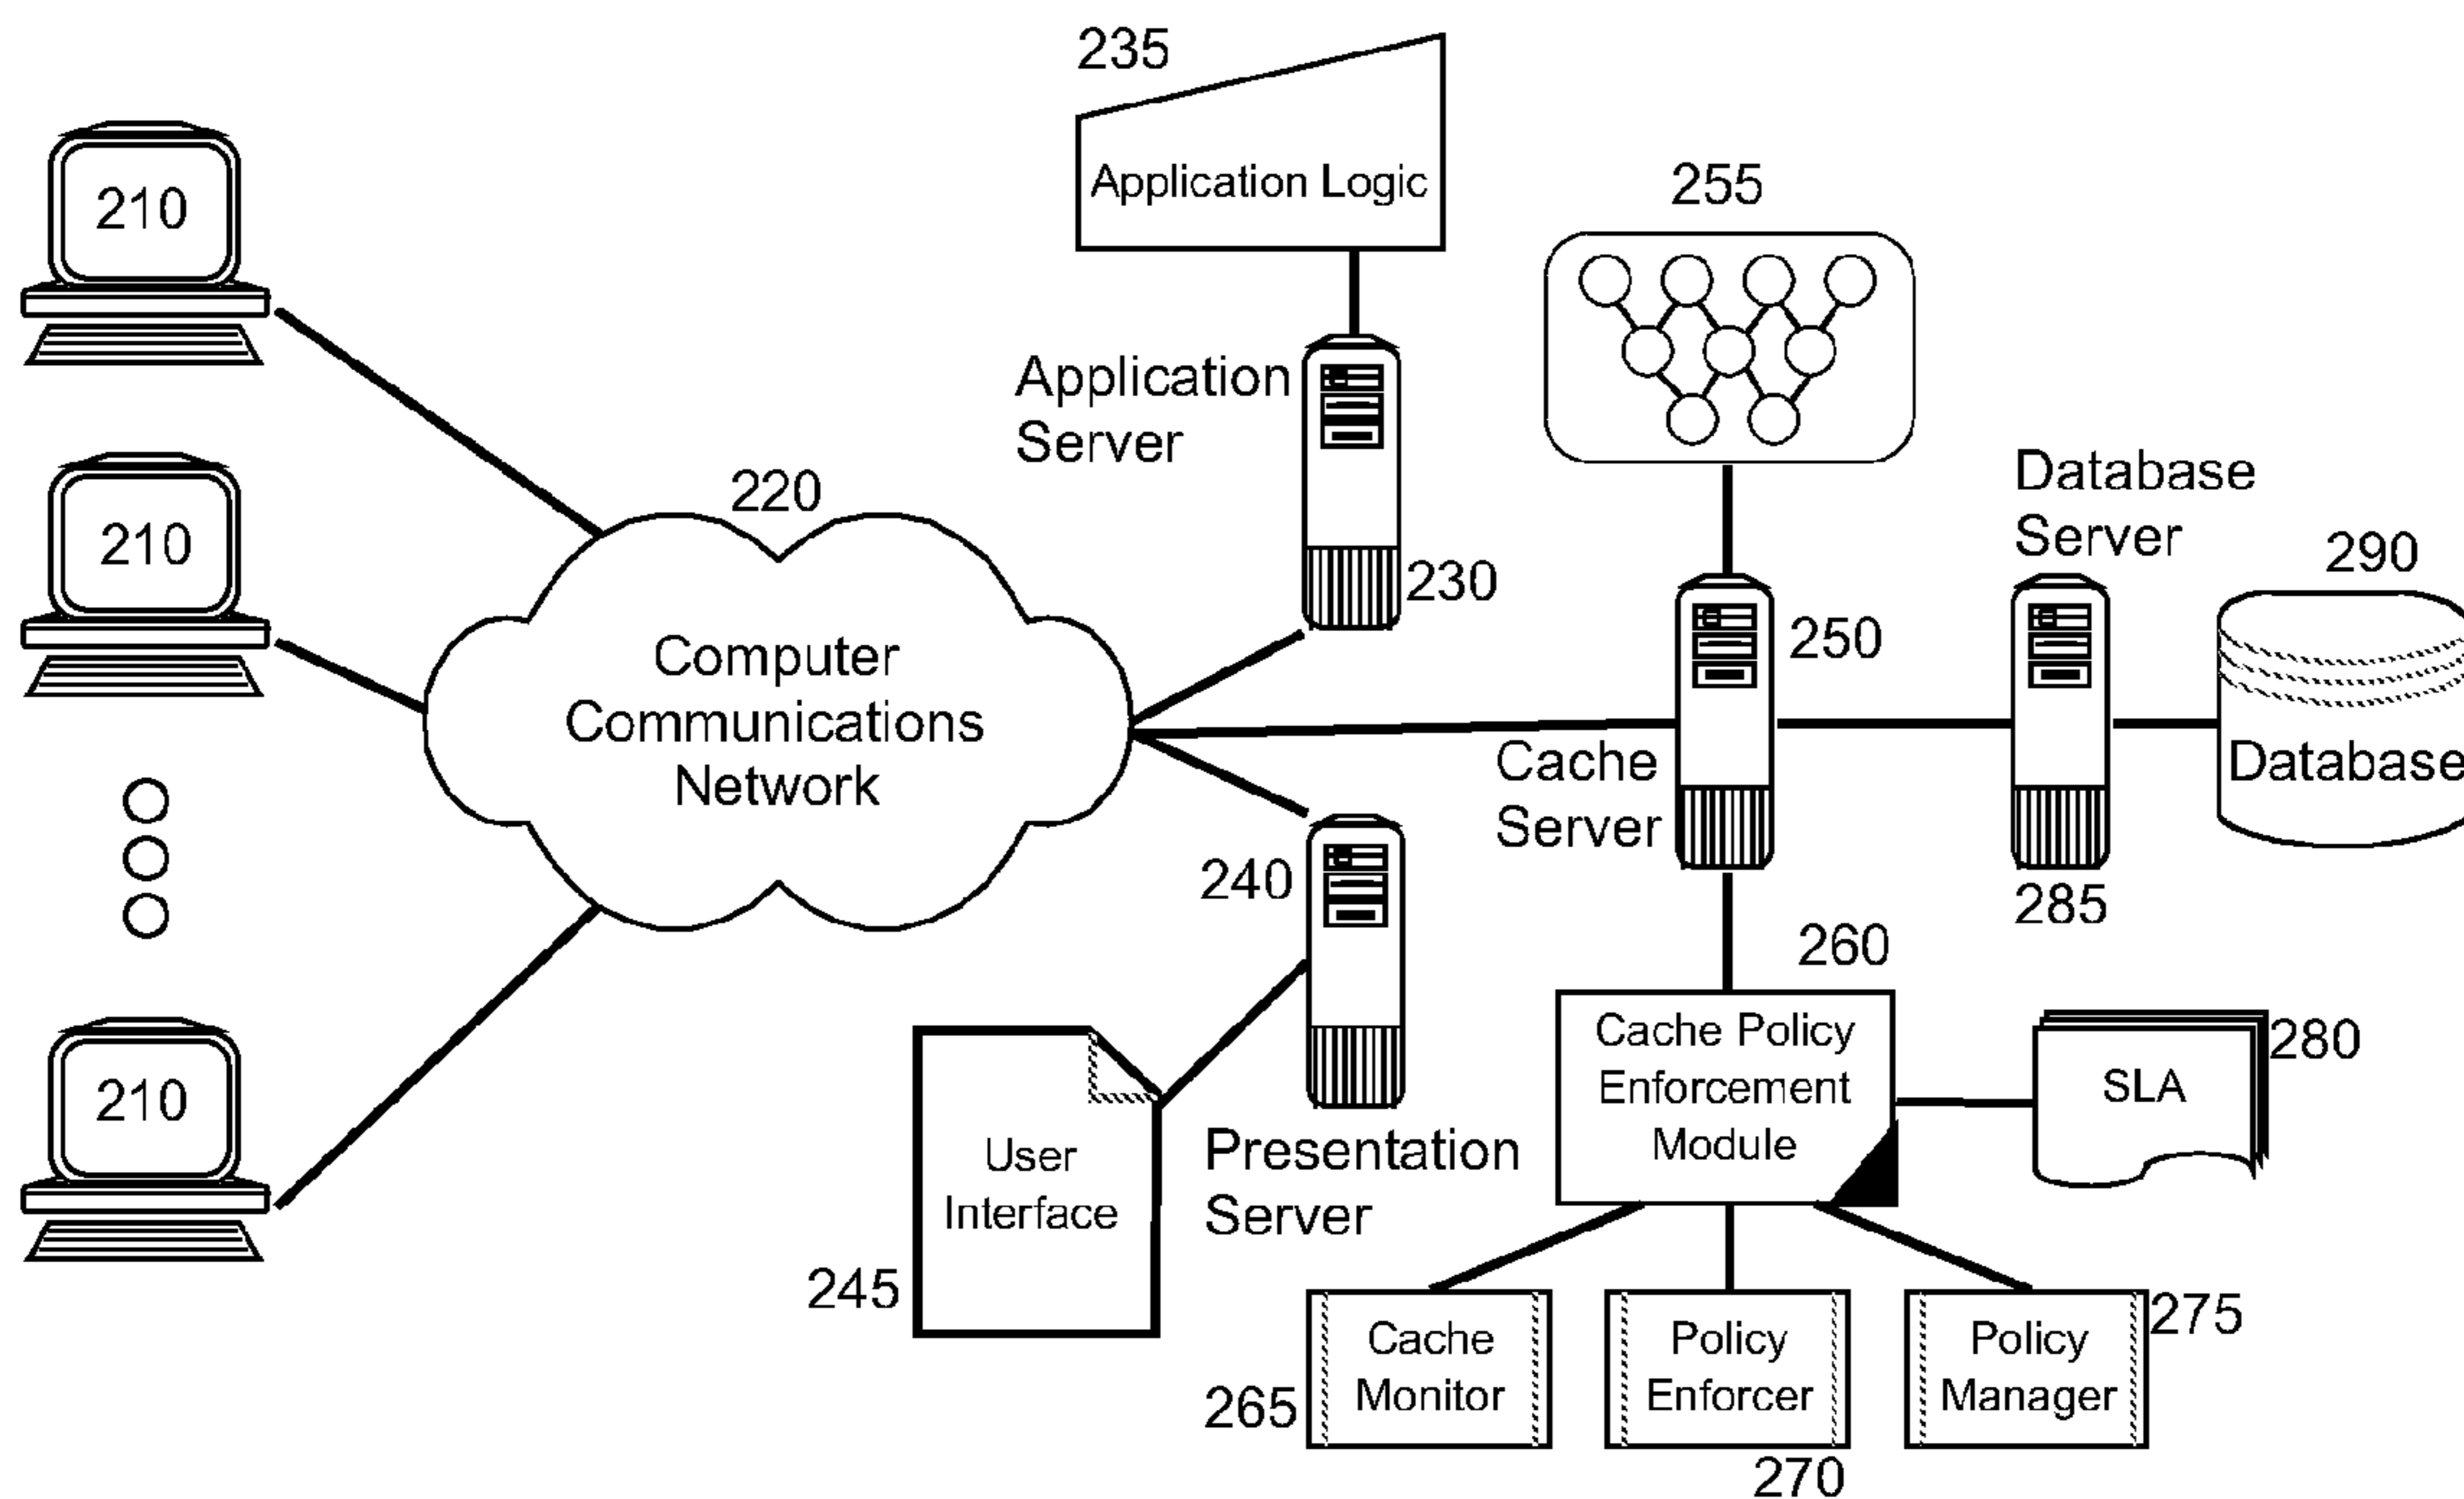 235
Application Logic
210
255
Application
Server
Database
Server
220
290
210
230
Computer
Communications
Network
250
Cache
Server
Database
240
285
260
210
Cache Policy
Enforcement
Module
280
SLA
User
Interface
Presentation
Server
245
275
Cache
Monitor
Policy
Enforcer
Policy
Manager
265
270